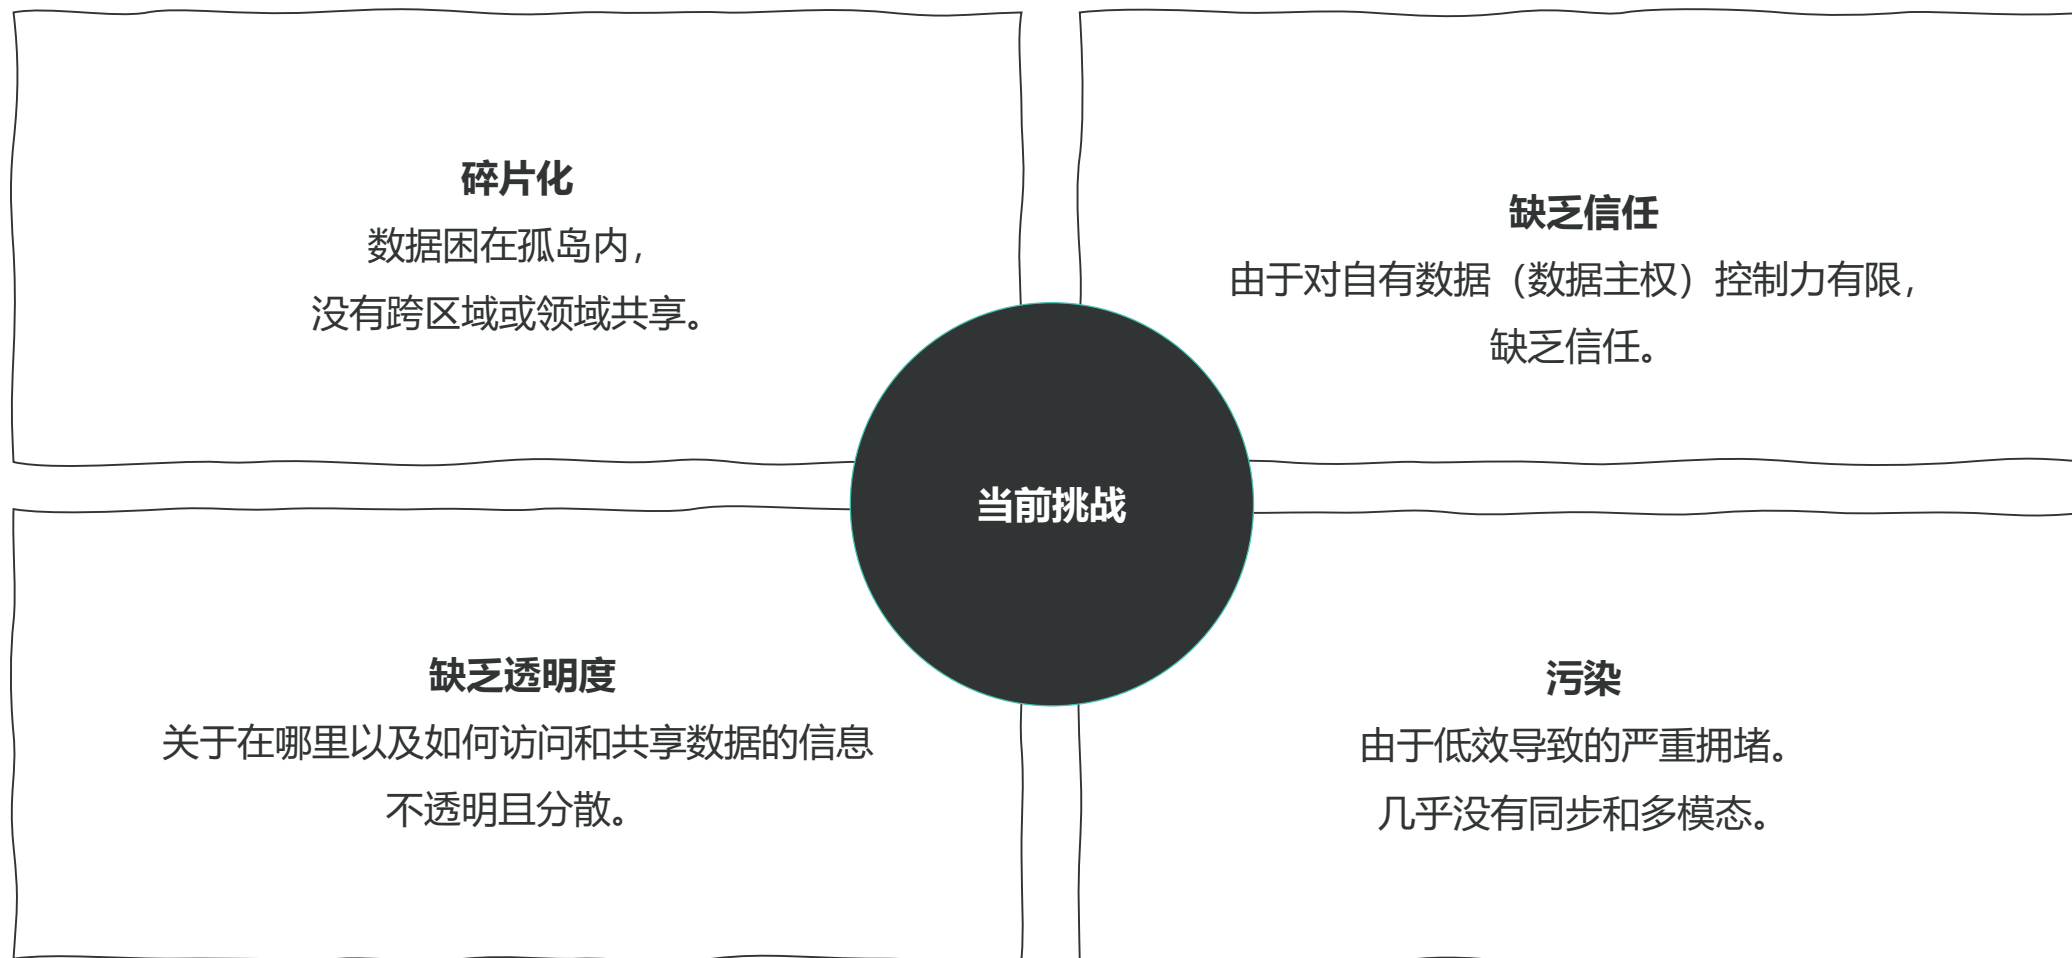 碎片化
数据困在孤岛内，
没有跨区域或领域共享。
缺乏信任
由于对自有数据（数据主权）控制力有限，
缺乏信任。
当前挑战
缺乏透明度
关于在哪里以及如何访问和共享数据的信息
不透明且分散。
污染
由于低效导致的严重拥堵。
几乎没有同步和多模态。